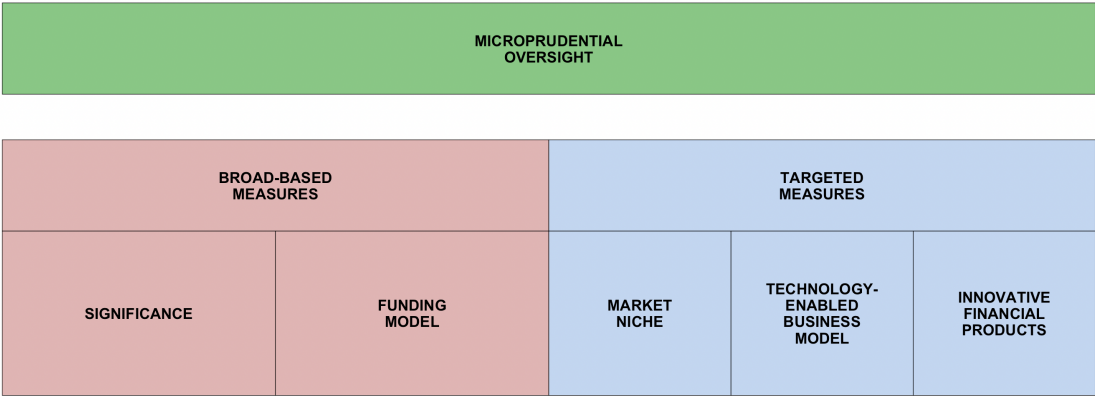 MICROPRUDENTIAL
OVERSIGHT
BROAD-BASED
MEASURES
TARGETED
MEASURES
SIGNIFICANCE
FUNDING
MODEL
MARKET
NICHE
TECHNOLOGY-
ENABLED
BUSINESS
MODEL
INNOVATIVE
FINANCIAL
PRODUCTS